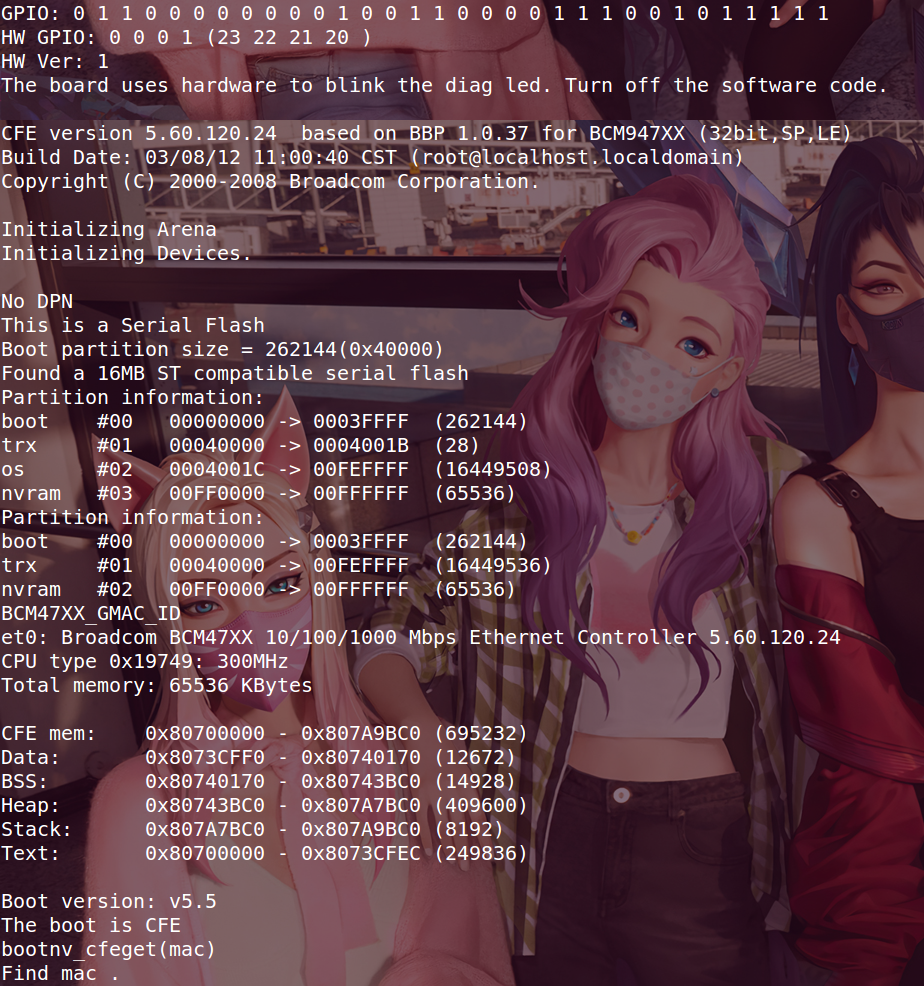 GPIO: 0 1 1 0 0 0 0 0 0 0 0 1 0 0 1 1 0 0 0 0 1 1 1 0 0 1 0 1 1 1 1 1
HW GPIO: 0 0 0 1 (23 22 21 20 )
HW Ver: 1
The board uses hardware to blink the diag led. Turn off the software code.
CFE version 5.60.120.24  based on BBP 1.0.37 for BCM947XX (32bit,SP,LE)
Build Date: 03/08/12 11:00:40 CST (root@localhost.localdomain)
Copyright (C) 2000-2008 Broadcom Corporation.
Initializing Arena
Initializing Devices.
No DPN
This is a Serial Flash
Boot partition size = 262144(0x40000)
Found a 16MB ST compatible serial flash
Partition information:
boot    #00   00000000 -> 0003FFFF  (262144)
trx     #01   00040000 -> 0004001B  (28)
os      #02   0004001C -> 00FEFFFF  (16449508)
nvram   #03   00FF0000 -> 00FFFFFF  (65536)
Partition information:
boot    #00   00000000 -> 0003FFFF  (262144)
trx     #01   00040000 -> 00FEFFFF  (16449536)
nvram   #02   00FF0000 -> 00FFFFFF  (65536)
BCM47XX_GMAC_ID
et0: Broadcom BCM47XX 10/100/1000 Mbps Ethernet Controller 5.60.120.24
CPU type 0x19749: 300MHz
Total memory: 65536 KBytes
CFE mem:    0x80700000 - 0x807A9BC0 (695232)
Data:       0x8073CFF0 - 0x80740170 (12672)
BSS:        0x80740170 - 0x80743BC0 (14928)
Heap:       0x80743BC0 - 0x807A7BC0 (409600)
Stack:      0x807A7BC0 - 0x807A9BC0 (8192)
Text:       0x80700000 - 0x8073CFEC (249836)
Boot version: v5.5
The boot is CFE
bootnv_cfeget(mac)
Find mac .